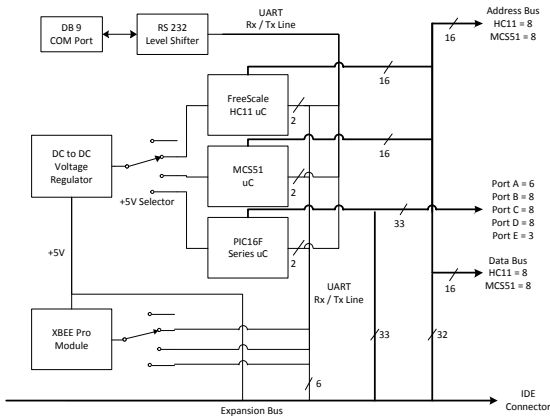 DB 9
COM Port
RS 232
Level Shifter
UART
Rx / Tx Line
Address Bus
HC11 = 8
MCS51 = 8
16
16
FreeScale
HC11 uC
2
16
DC to DC
Voltage
Regulator
MCS51
uC
2
+5V Selector
Port A = 6
Port B = 8
Port C = 8
Port D = 8
Port E = 3
33
PIC16F
Series uC
2
+5V
Data Bus
HC11 = 8
MCS51 = 8
16
UART
Rx / Tx Line
XBEE Pro
Module
33
32
6
Expansion Bus
IDE
Connector